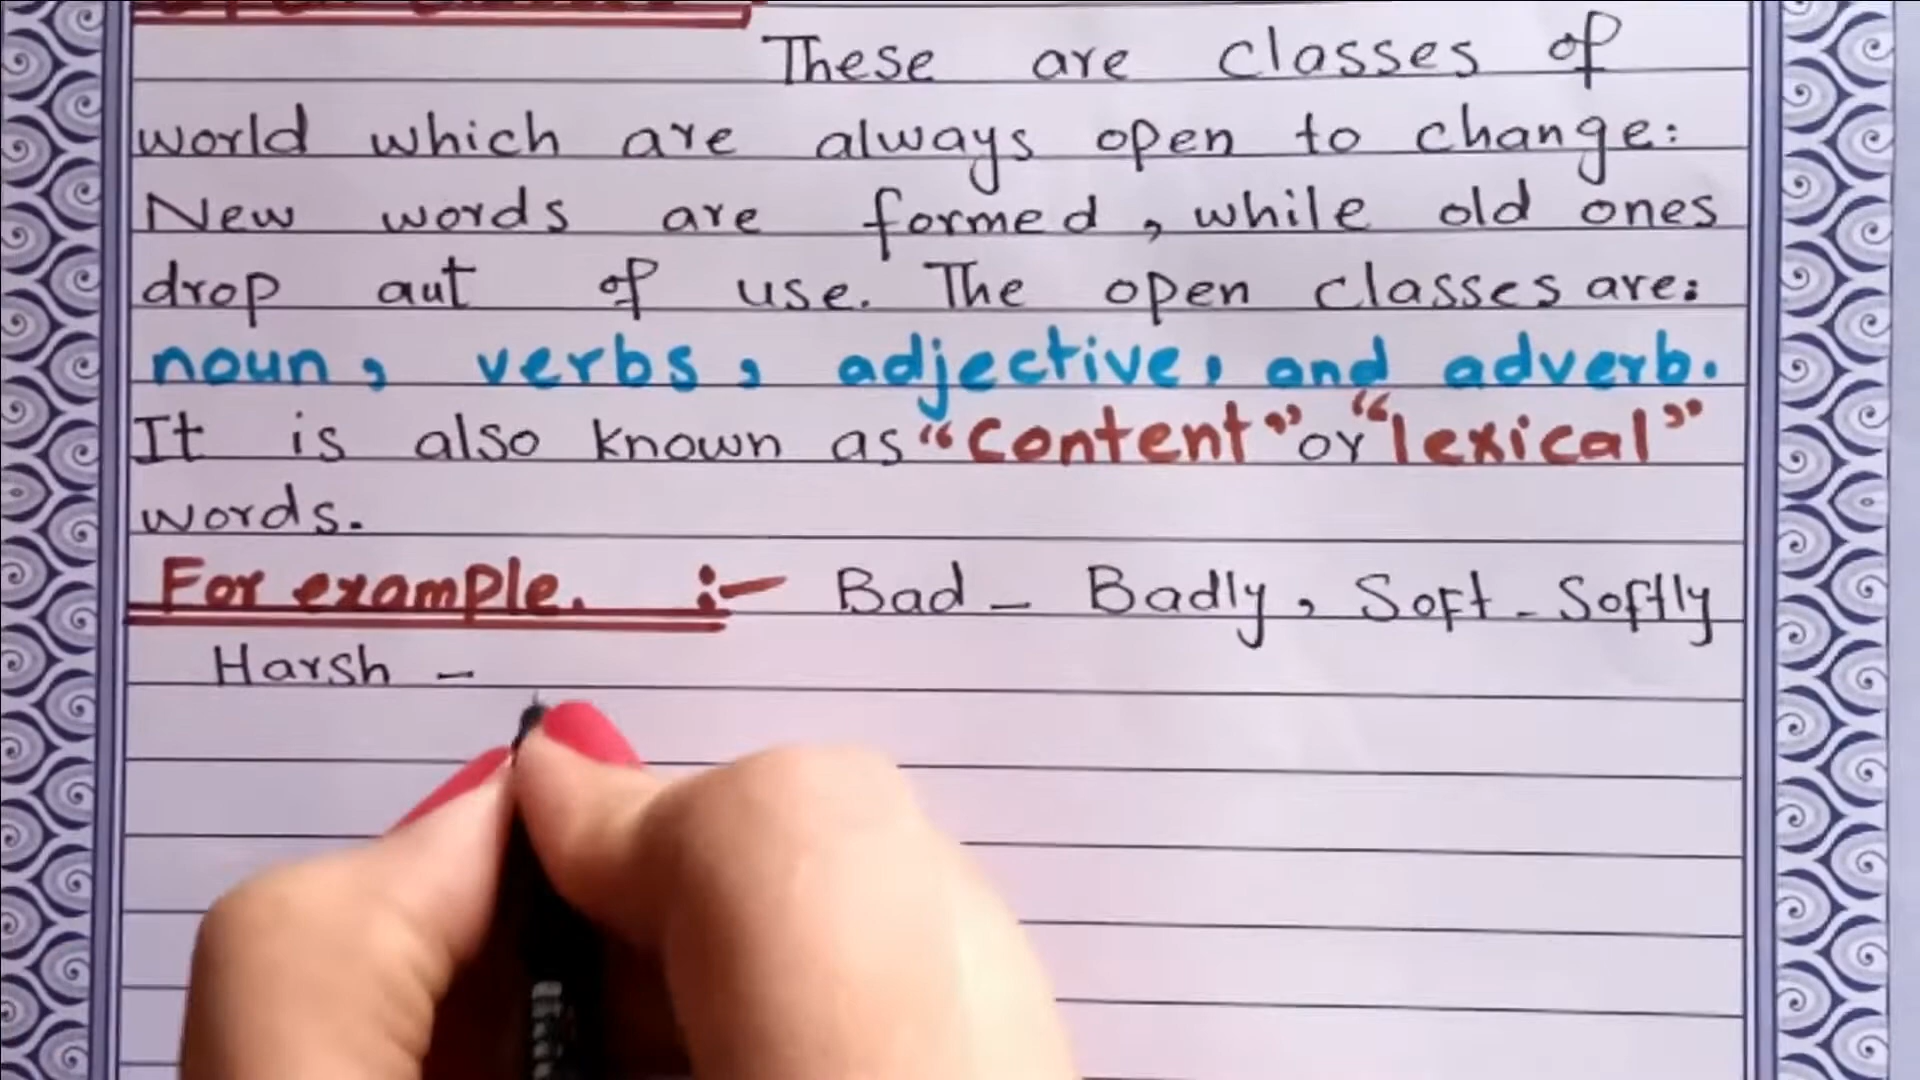 These are classes of
world which are always open to change:
New words are formed, while old ones
drop aut of use. The open classes are:
noun, verbs, adjective, and adverb.
It is also known as “Content” or “lexical”
words.
For example. :- Bad - Badly, Soft - Softly
Harsh -